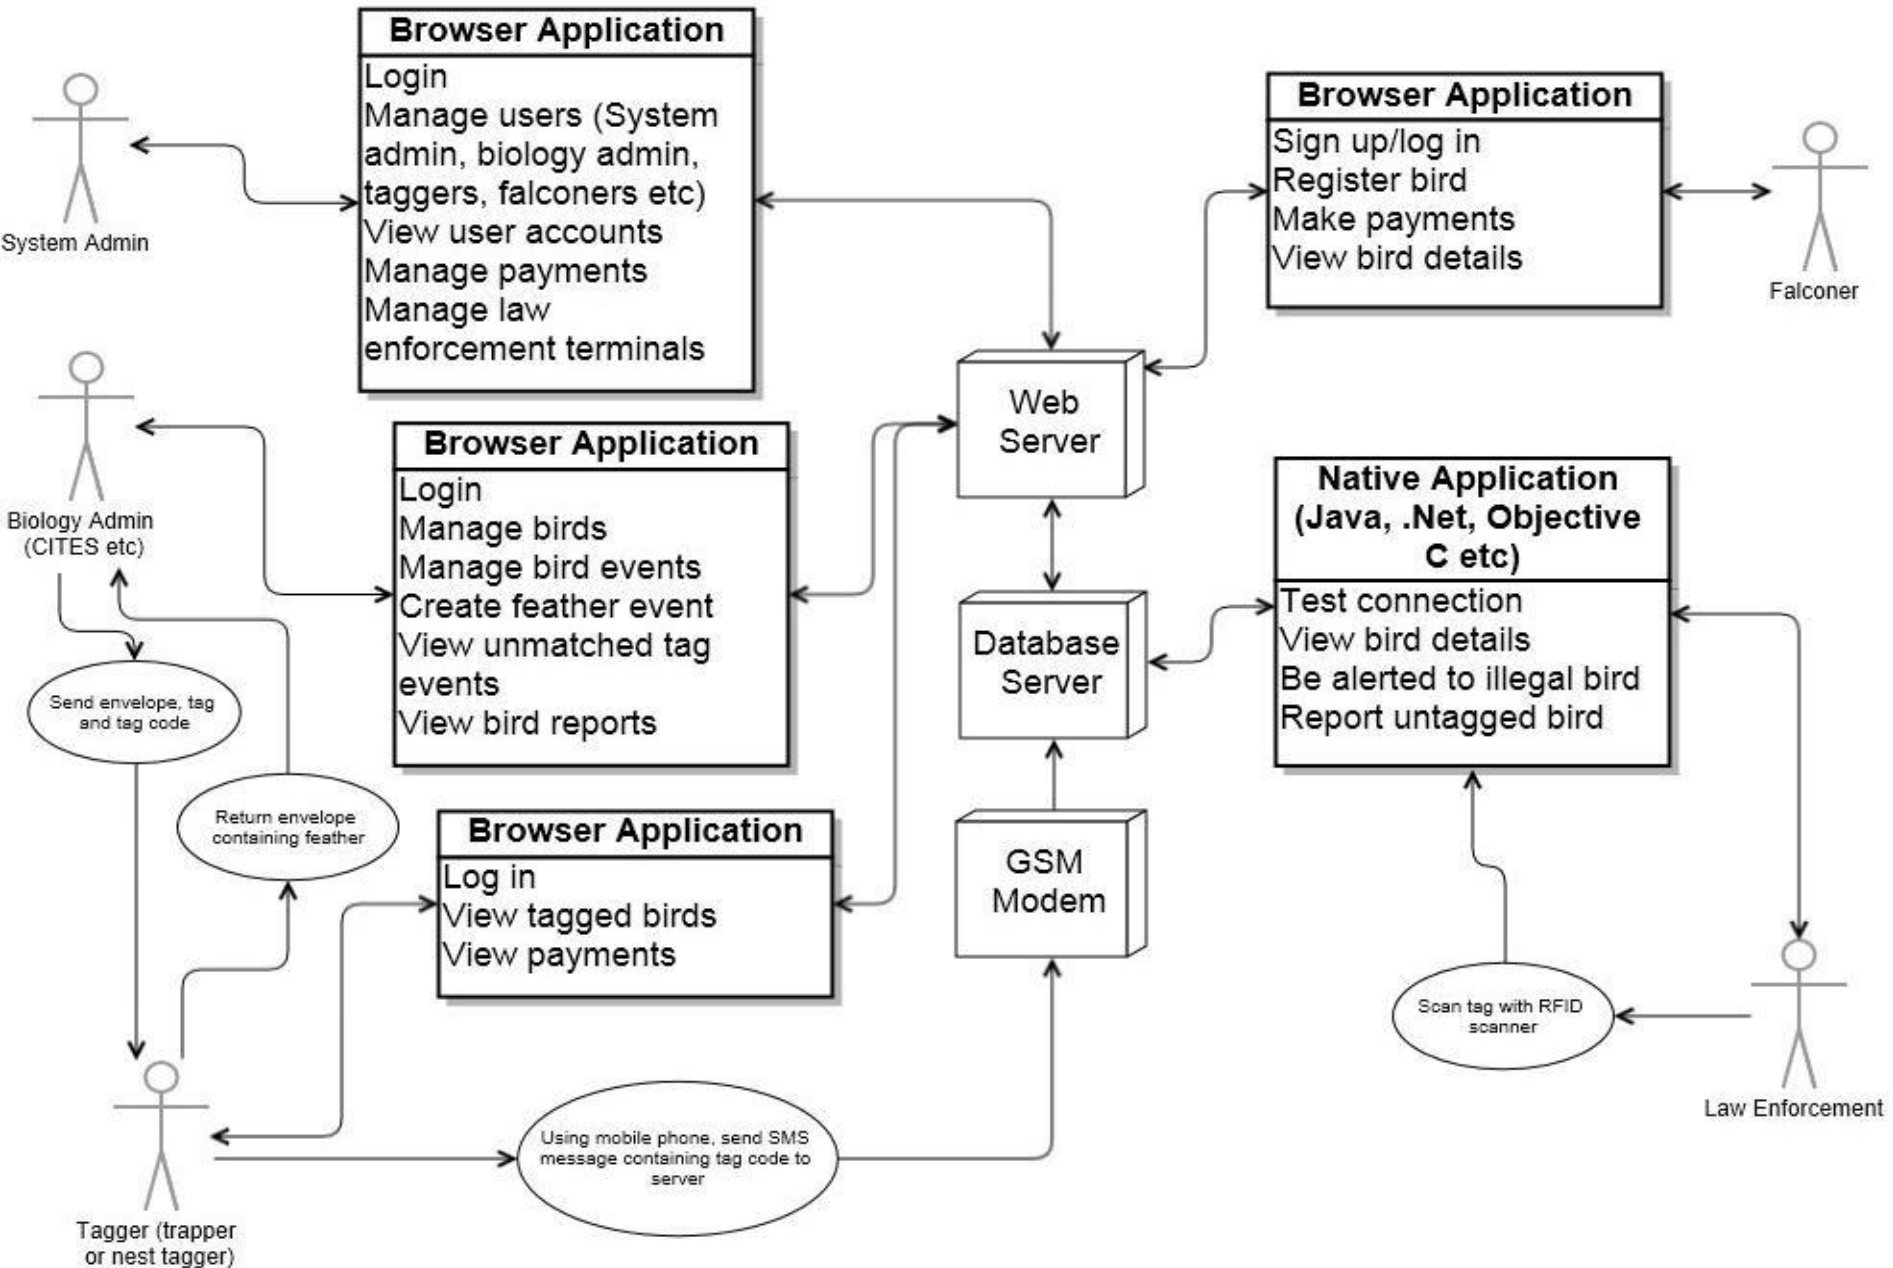 Browser Application
Login
Manage users (System
admin, biology admin,
taggers, falconers etc)
View user accounts
Manage payments
Manage law
enforcement terminals
System Admin
Browser Application
Sign up/log in
Register bird
Make payments
View bird details
Falconer
Web
Server
Biology Admin
(CITES etc)
Browser Application
Login
Manage birds
Manage bird events
Create feather event
View unmatched tag
events
View bird reports
Native Application
(Java, .Net, Objective
C etc)
Test connection
View bird details
Be alerted to illegal bird
Report untagged bird
Database
Server
Send envelope, tag
and tag code
Return envelope
containing feather
Browser Application
Log in
View tagged birds
View payments
GSM
Modem
Scan tag with RFID
scanner
Law Enforcement
Using mobile phone, send SMS
message containing tag code to
server
Tagger (trapper
or nest tagger)